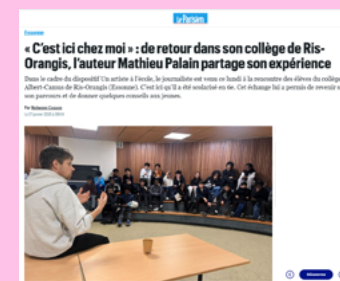 Le Parisien
Essonne
« C'est ici chez moi » : de retour dans son collège de Ris-
Orangis, l'auteur Mathieu Palain partage son expérience
Dans le cadre du dispositif Un artiste à l'école, le journaliste est venu ce lundi à la rencontre des élèves du collège
Albert-Camus de Ris-Orangis (Essonne). C'est ici qu'il a été scolarisé en 6e. Cet échange lui a permis de revenir sur
son parcours et de donner quelques conseils aux jeunes.
Par